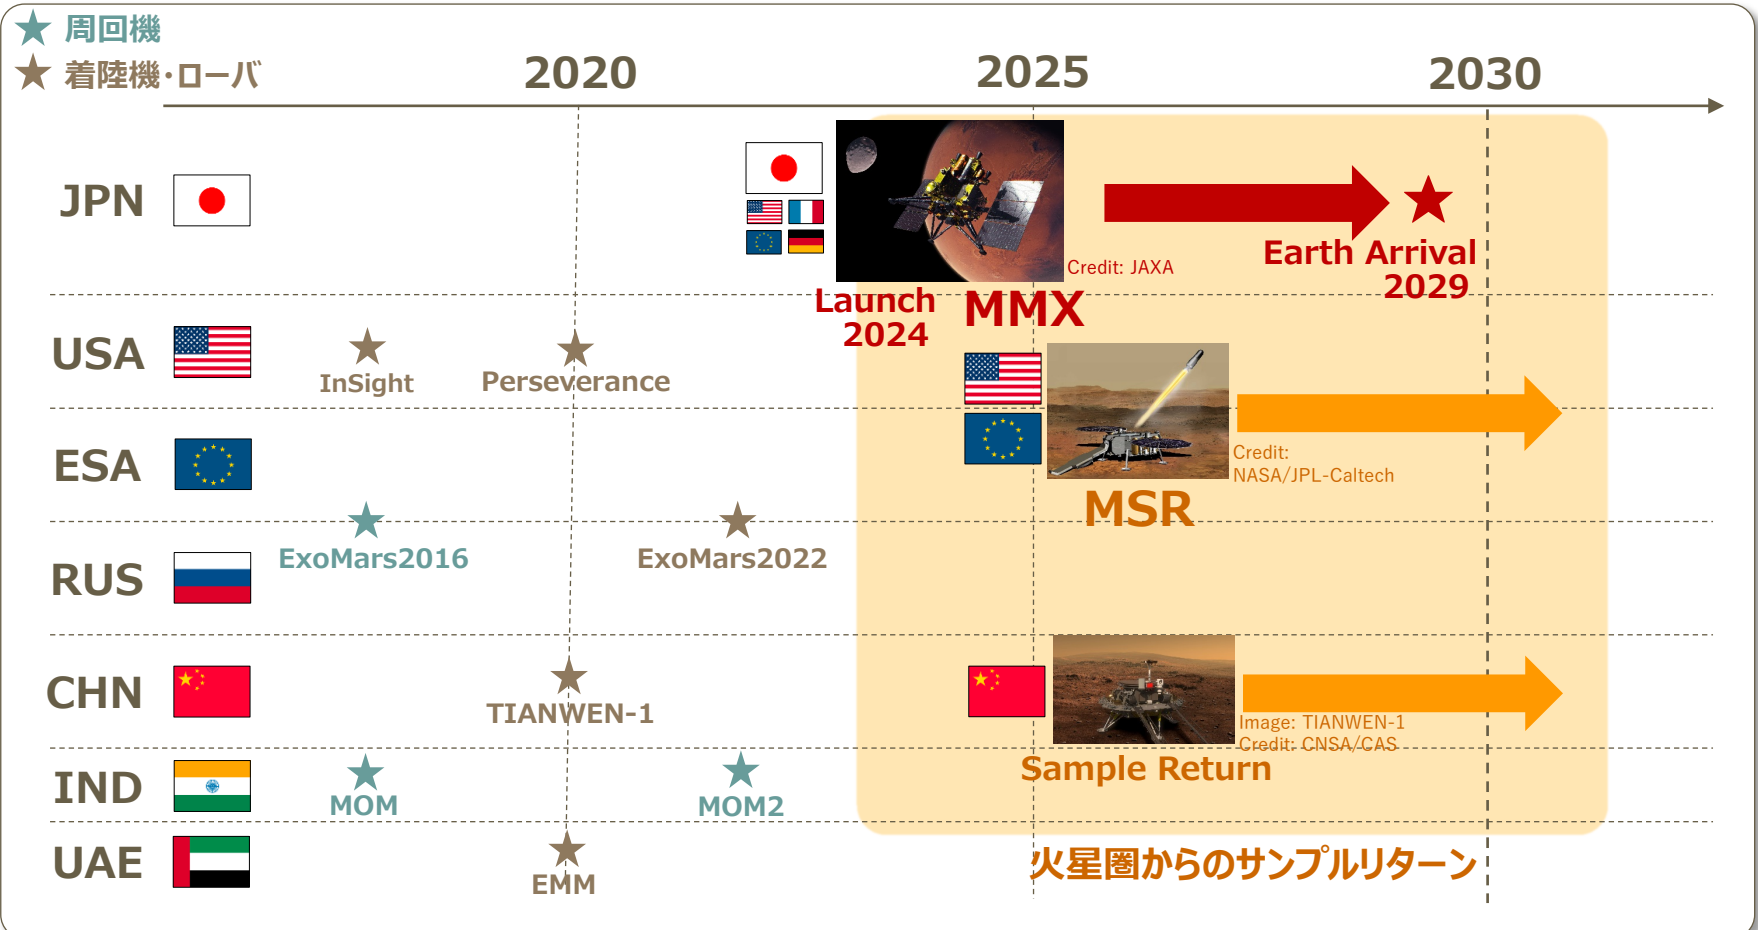 周回機
着陸機・ローバ
2020
2025
2030
JPN
Credit: JAXA
Earth Arrival
2029
Launch
2024
MMX
USA
InSight
Perseverance
ESA
Credit:
NASA/JPL-Caltech
MSR
ExoMars2016
ExoMars2022
RUS
CHN
TIANWEN-1
Image: TIANWEN-1
Credit: CNSA/CAS
Sample Return
IND
MOM
MOM2
UAE
EMM
火星圏からのサンプルリターン